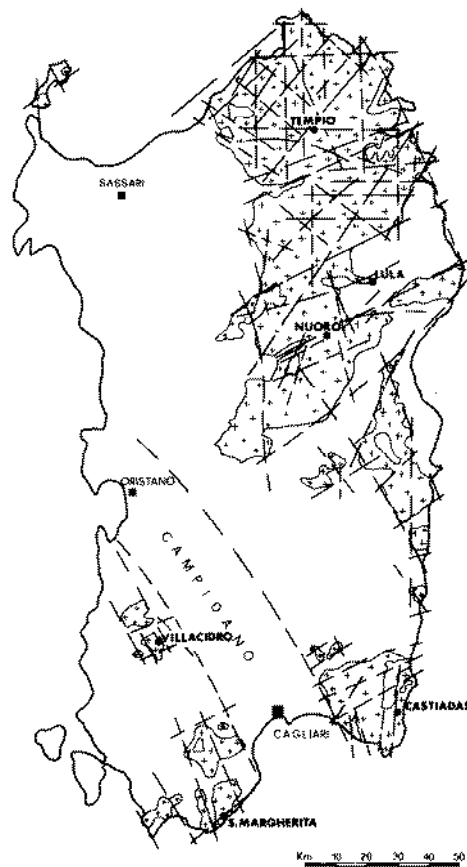 TEMPIO
SASSARI
LULA
NUORO
ORISTANO
CAMPIDANO
VILLACIDRO
CASTIADAS
CAGLIARI
S. MARGHERITA
Km 10 20 30 40 50